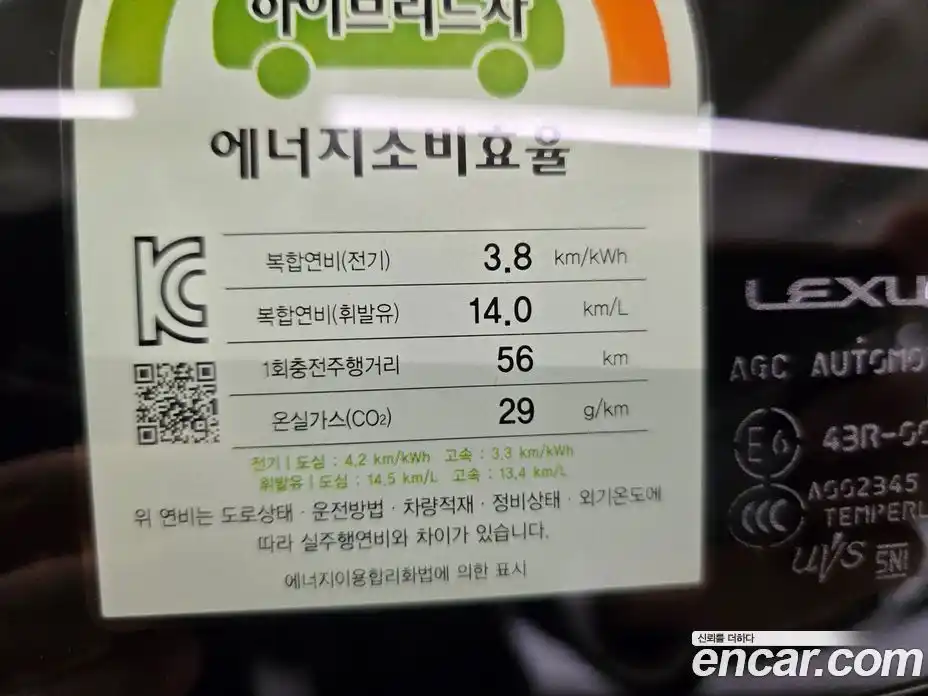 하이브리드차
에너지소비효율
복합연비(전기) 3.8 km/kWh
복합연비(휘발유) 14.0 km/L
1회충전주행거리 56 km
온실가스(CO₂) 29 g/km
전기 | 도심 : 4.2 km/kWh 고속 : 3.3 km/kWh
휘발유 | 도심 : 14.5 km/L 고속 : 13.4 km/L
위 연비는 도로상태 · 운전방법 · 차량적재 · 정비상태 · 외기온도에
따라 실주행연비와 차이가 있습니다.
에너지이용합리화법에 의한 표시
LEXU
AGC AUTOMO
E6 43R-00
CCC AS02345
TEMPERL
UVS SNI
신뢰를 더하다
encar.com